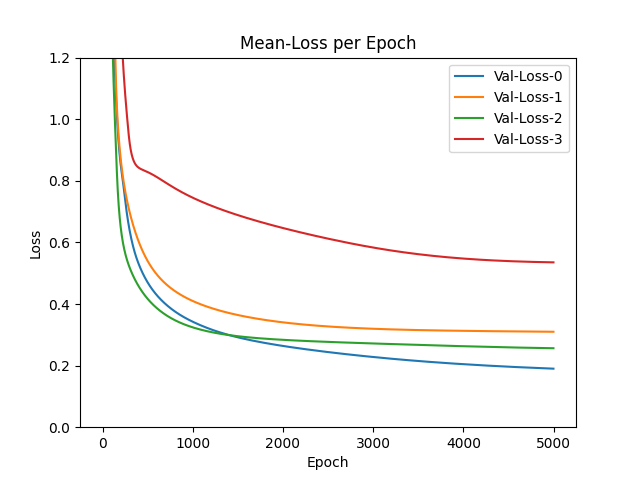 Mean-Loss per Epoch
Val-Loss-0
Val-Loss-1
Val-Loss-2
Val-Loss-3
Loss
1.2
1.0
0.8
0.6
0.4
0.2
0.0
0 1000 2000 3000 4000 5000
Epoch